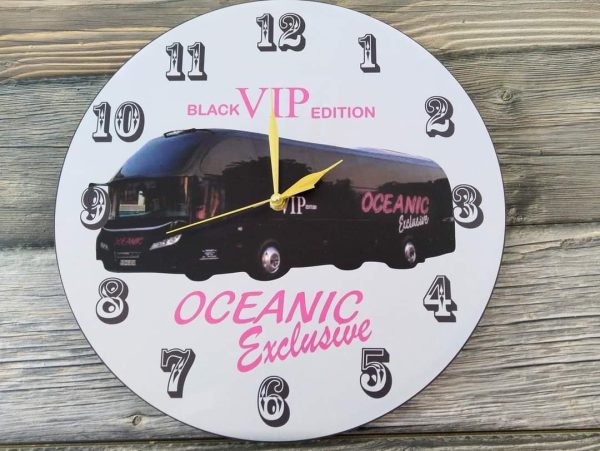 12
11
1
BLACK VIP EDITION
10
2
OCEANIC
Exclusive
VIP
9
3
OCEANIC
8
4
OCEANIC
Exclusive
7
5
6